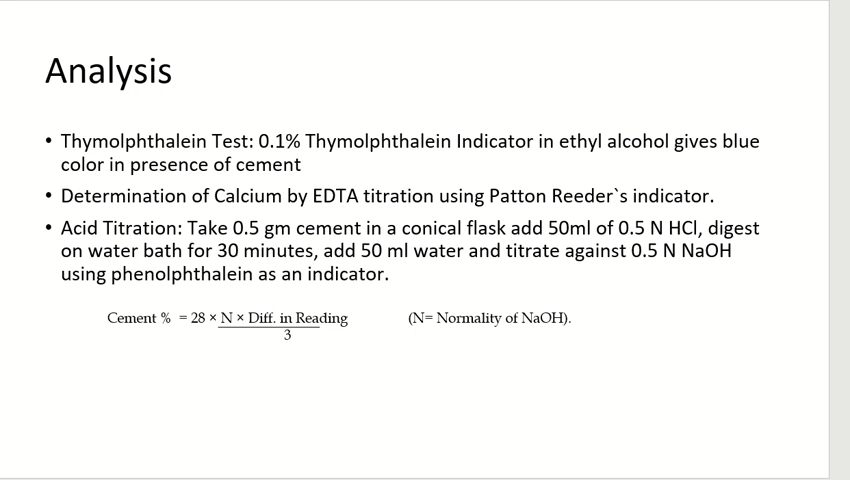 Analysis
• Thymolphthalein Test: 0.1% Thymolphthalein Indicator in ethyl alcohol gives blue
color in presence of cement
• Determination of Calcium by EDTA titration using Patton Reeder`s indicator.
• Acid Titration: Take 0.5 gm cement in a conical flask add 50ml of 0.5 N HCl, digest
on water bath for 30 minutes, add 50 ml water and titrate against 0.5 N NaOH
using phenolphthalein as an indicator.
Cement % = 28 × N × Diff. in Reading (N= Normality of NaOH).
3